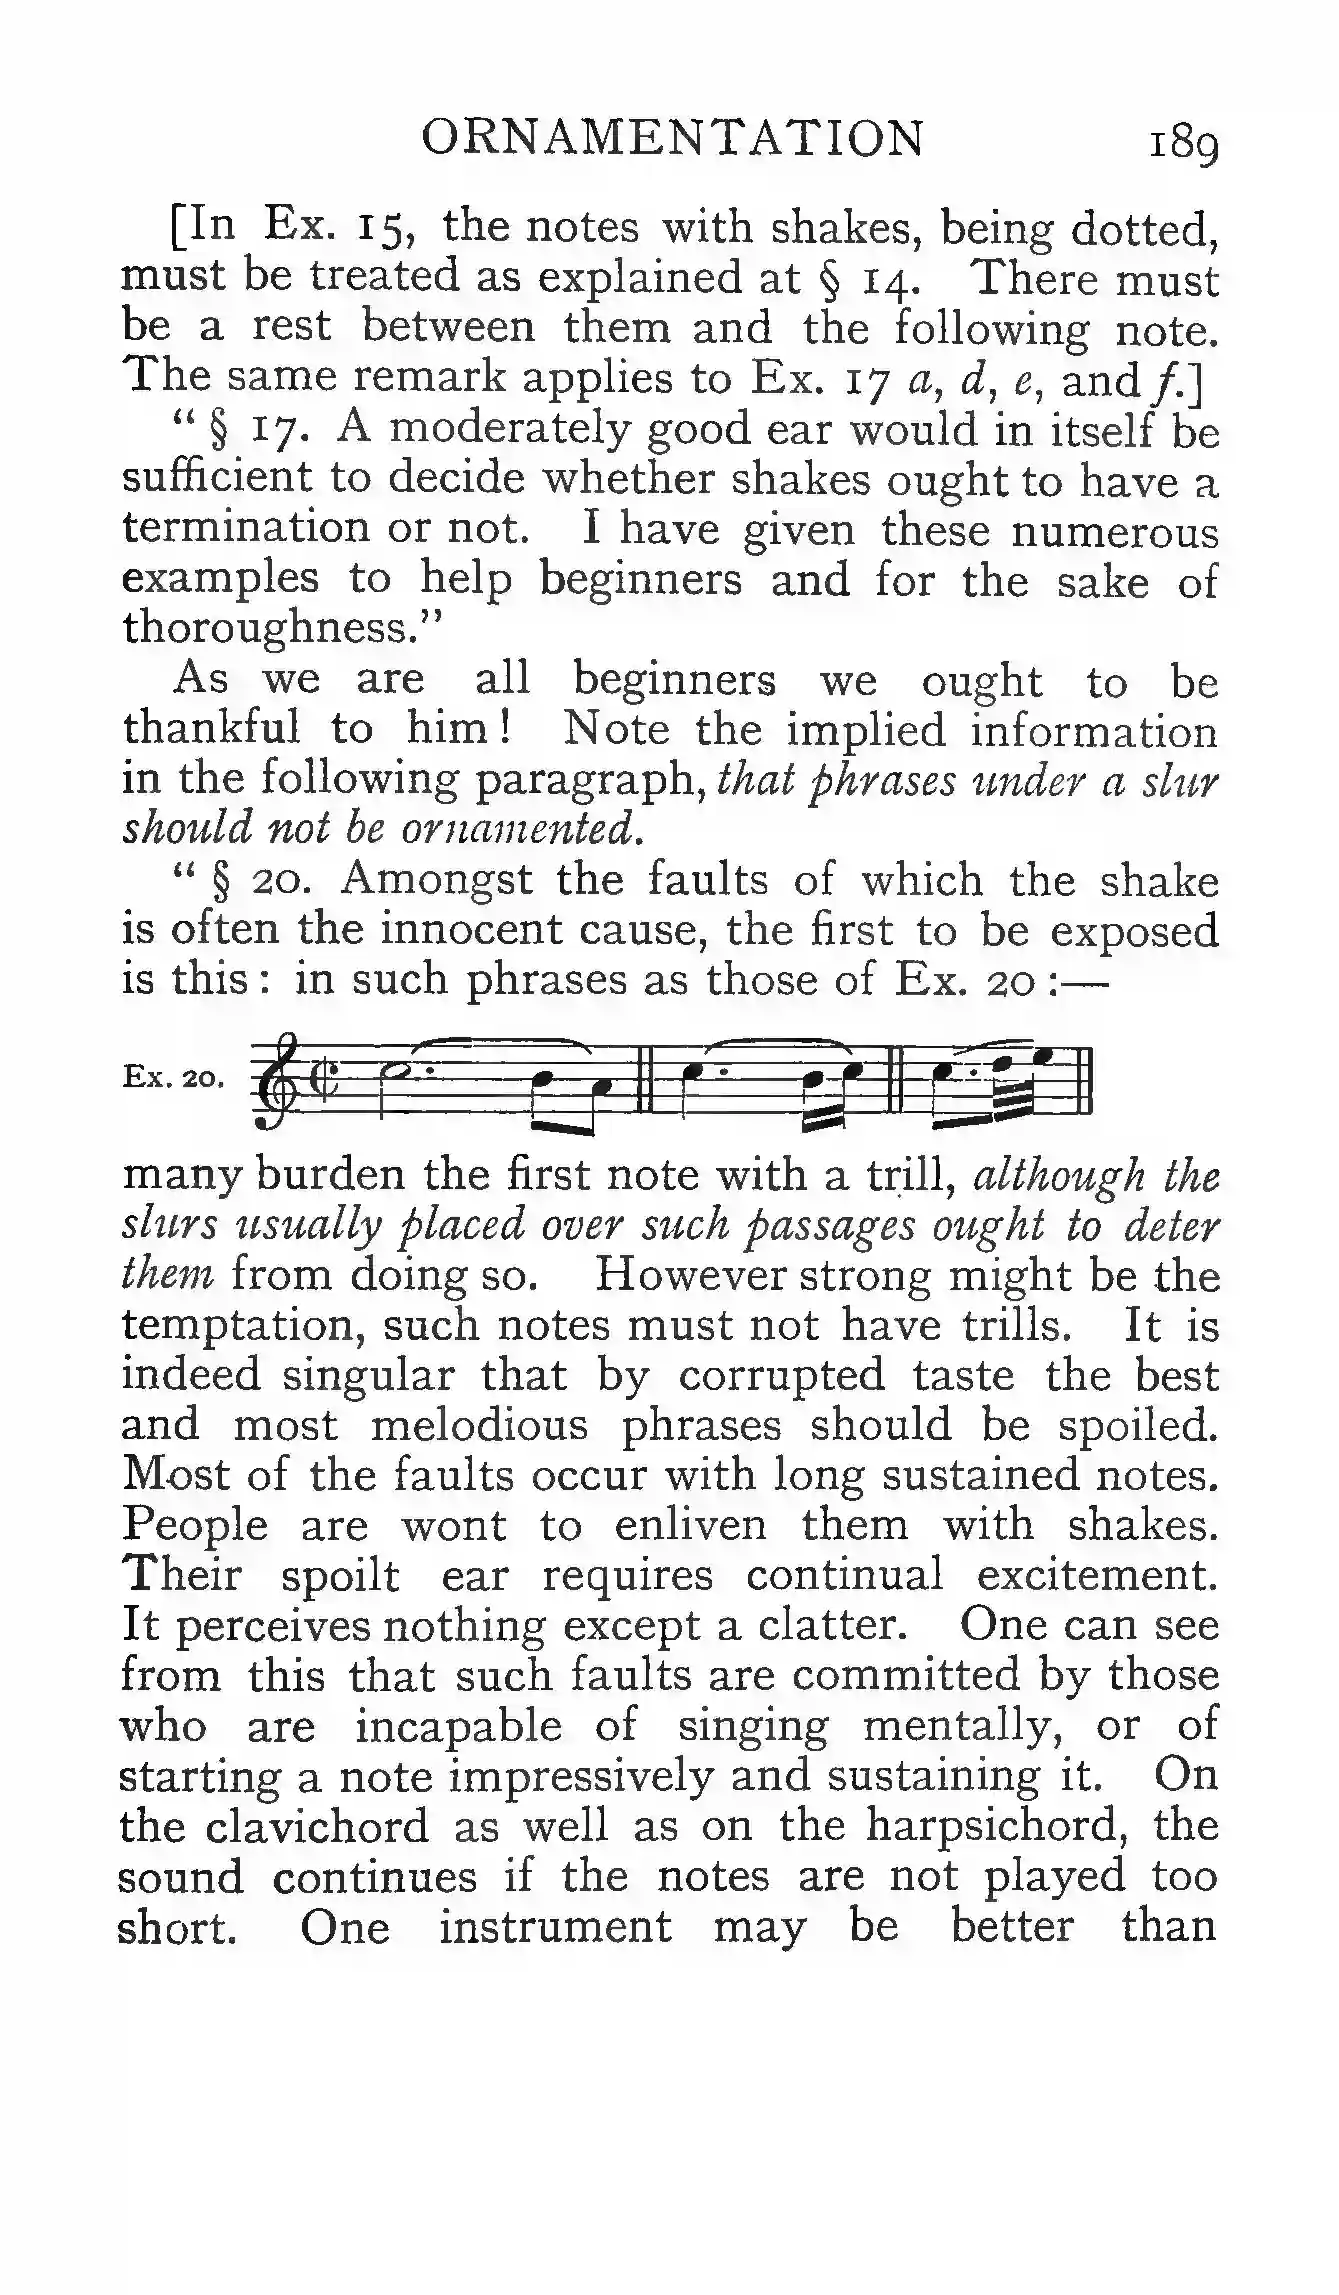 ORNAMENTATION 189
[In Ex. 15, the notes with shakes, being dotted,
must be treated as explained at § 14. There must
be a rest between them and the following note.
The same remark applies to Ex. 17 a, d, e, and f.]
“ § 17. A moderately good ear would in itself be
sufficient to decide whether shakes ought to have a
termination or not. I have given these numerous
examples to help beginners and for the sake of
thoroughness.”
As we are all beginners we ought to be
thankful to him! Note the implied information
in the following paragraph, that phrases under a slur
should not be ornamented.
“ § 20. Amongst the faults of which the shake
is often the innocent cause, the first to be exposed
is this: in such phrases as those of Ex. 20:—
Ex. 20.
many burden the first note with a trill, although the
slurs usually placed over such passages ought to deter
them from doing so. However strong might be the
temptation, such notes must not have trills. It is
indeed singular that by corrupted taste the best
and most melodious phrases should be spoiled.
Most of the faults occur with long sustained notes.
People are wont to enliven them with shakes.
Their spoilt ear requires continual excitement.
It perceives nothing except a clatter. One can see
from this that such faults are committed by those
who are incapable of singing mentally, or of
starting a note impressively and sustaining it. On
the clavichord as well as on the harpsichord, the
sound continues if the notes are not played too
short. One instrument may be better than